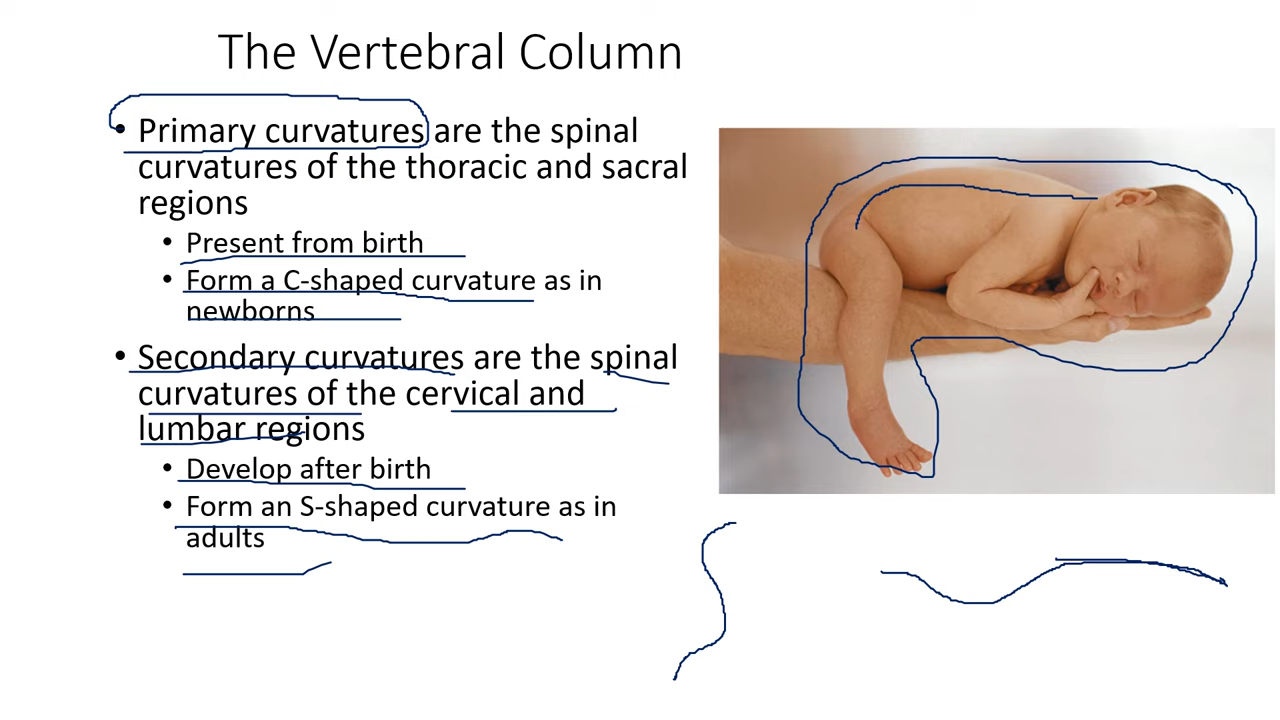 The Vertebral Column
• Primary curvatures are the spinal
curvatures of the thoracic and sacral
regions
• Present from birth
• Form a C-shaped curvature as in
newborns
• Secondary curvatures are the spinal
curvatures of the cervical and
lumbar regions
• Develop after birth
• Form an S-shaped curvature as in
adults